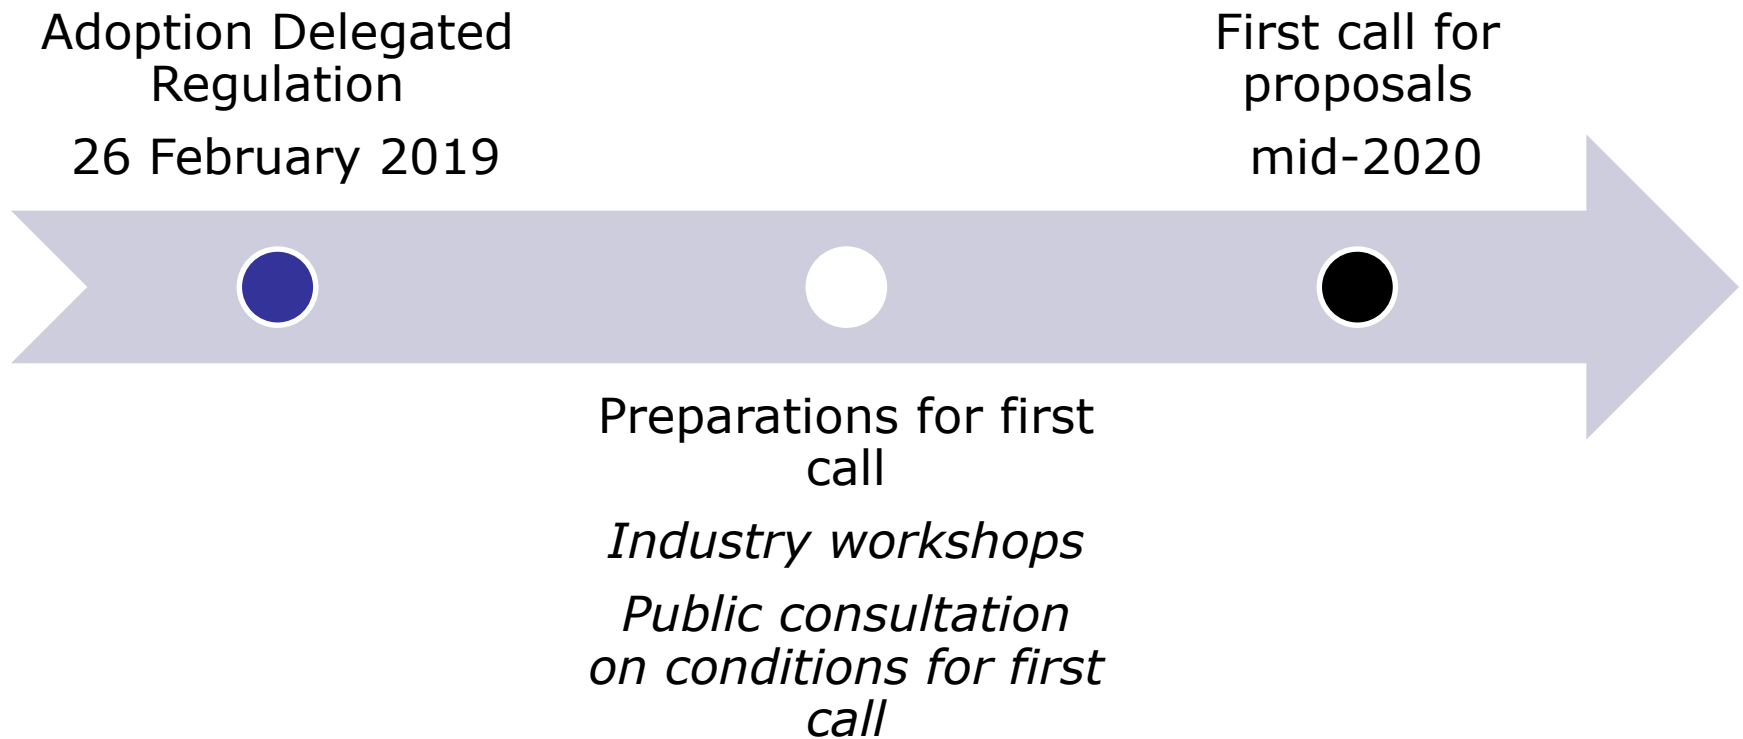 Adoption Delegated
Regulation
26 February 2019
First call for
proposals
mid-2020
Preparations for first
call
Industry workshops
Public consultation
on conditions for first
call